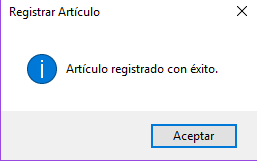 Registrar Artículo
Artículo registrado con éxito.
Aceptar